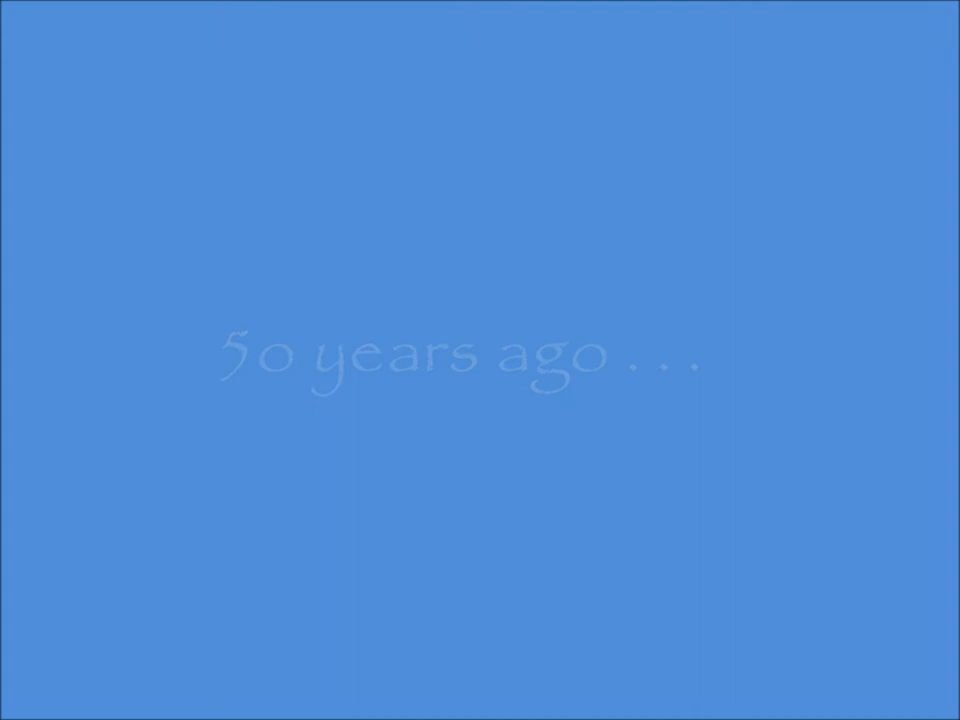 50 years ago . . .